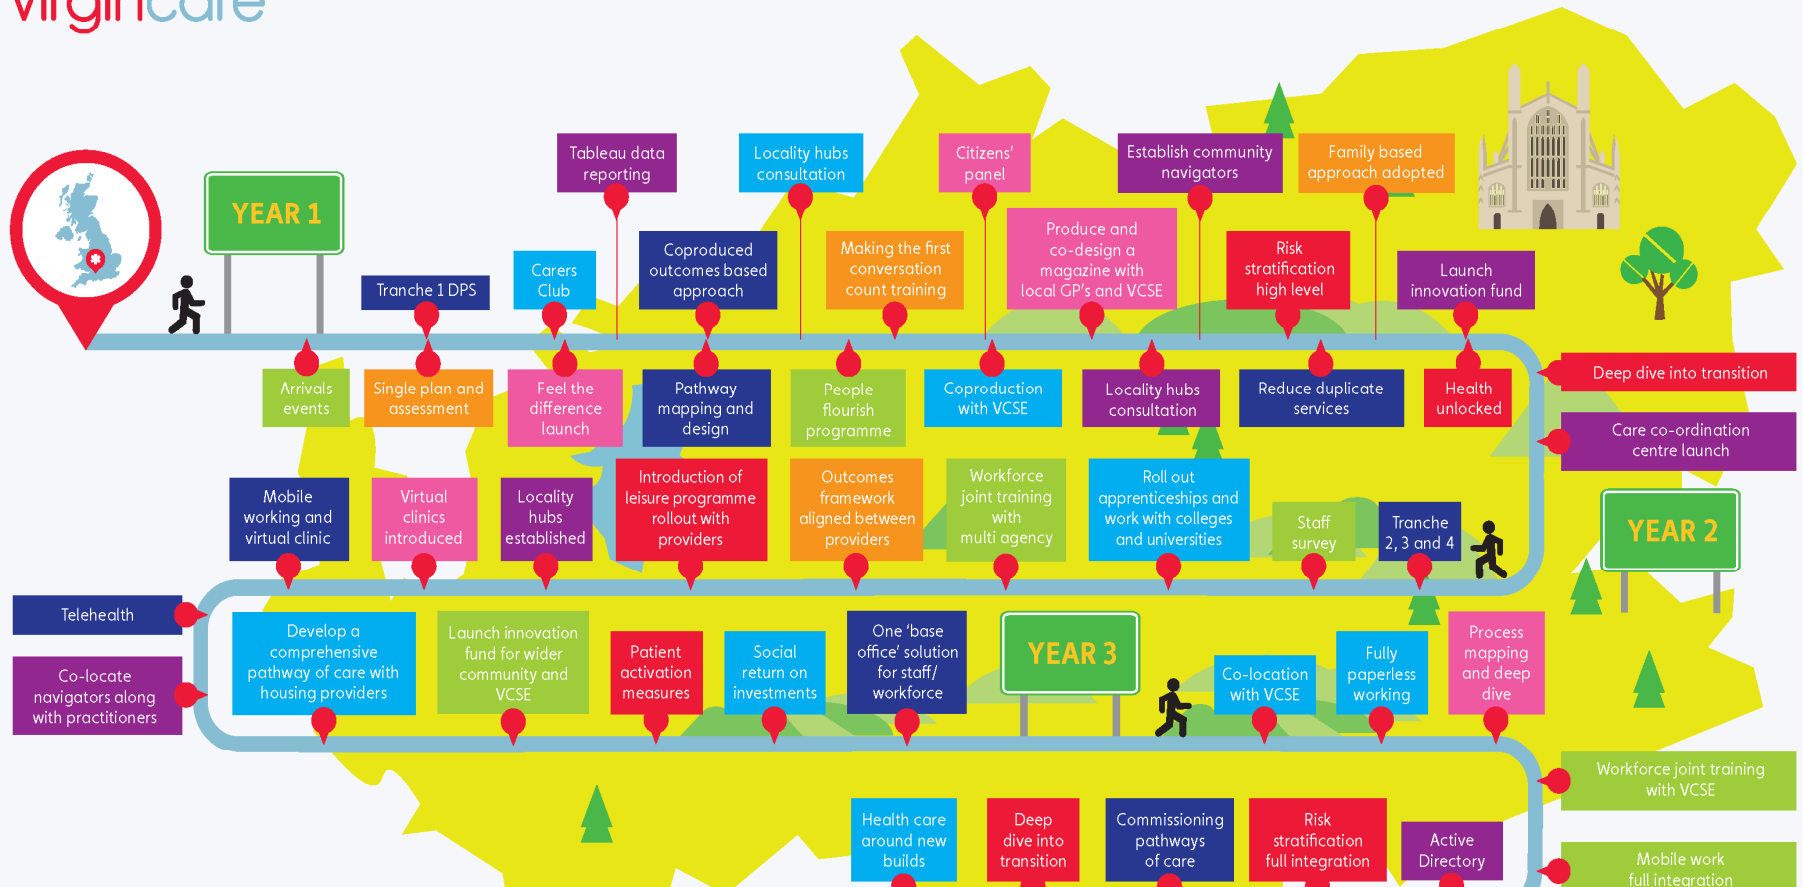 virgincare
YEAR 1
Tranche 1 DPS
Carers
Club
Tableau data
reporting
Coproduced
outcomes based
approach
Locality hubs
consultation
Making the first
conversation
count training
Citizens'
panel
Produce and
co-design a
magazine with
local GP's and VCSE
Establish community
navigators
Risk
stratification
high level
Family based
approach adopted
Launch
innovation fund
Arrivals
events
Single plan and
assessment
Feel the
difference
launch
Pathway
mapping and
design
People
flourish
programme
Coproduction
with VCSE
Locality hubs
consultation
Reduce duplicate
services
Health
unlocked
Deep dive into transition
Care co-ordination
centre launch
YEAR 2
Tranche
2, 3 and 4
Staff
survey
Roll out
apprenticeships and
work with colleges
and universities
Workforce
joint training
with
multi agency
Outcomes
framework
aligned between
providers
Introduction of
leisure programme
rollout with
providers
Locality
hubs
established
Virtual
clinics
introduced
Mobile
working and
virtual clinic
Telehealth
Co-locate
navigators along
with practitioners
Develop a
comprehensive
pathway of care with
housing providers
Launch innovation
fund for wider
community and
VCSE
Patient
activation
measures
Social
return on
investments
One 'base
office' solution
for staff/
workforce
YEAR 3
Co-location
with VCSE
Fully
paperless
working
Process
mapping
and deep
dive
Workforce joint training
with VCSE
Mobile work
full integration
Active
Directory
Risk
stratification
full integration
Commissioning
pathways
of care
Deep
dive into
transition
Health care
around new
builds